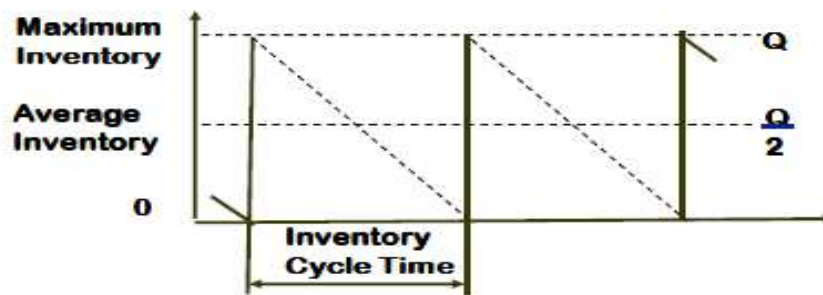 Maximum
Inventory
Q
Average
Inventory
Q
2
0
Inventory
Cycle Time